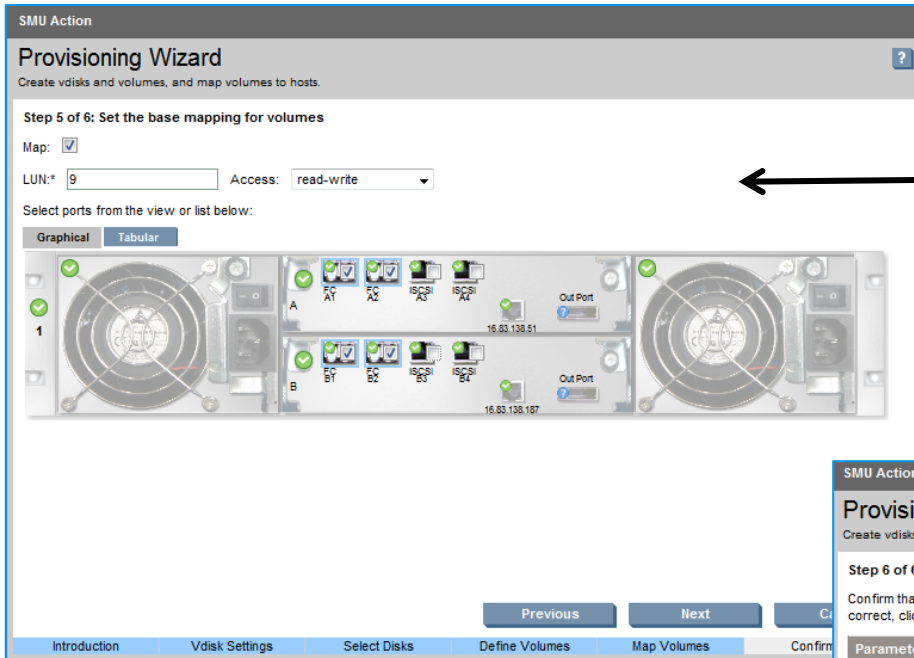 SMU Action
Provisioning Wizard
?
Create vdisks and volumes, and map volumes to hosts.
Step 5 of 6: Set the base mapping for volumes
Map:
LUN:* 9 Access: read-write
Select ports from the view or list below:
Graphical Tabular
1
A
FC A1
FC A2
iSCSI A3
iSCSI A4
Out Port
16.83.138.51
B
FC B1
FC B2
iSCSI B3
iSCSI B4
Out Port
16.83.138.187
Previous Next
Introduction Vdisk Settings Select Disks Define Volumes Map Volumes Confirm
SMU Action
Provisi
Create vdisks
Step 6 of 6
Confirm tha
correct, clic
Paramete